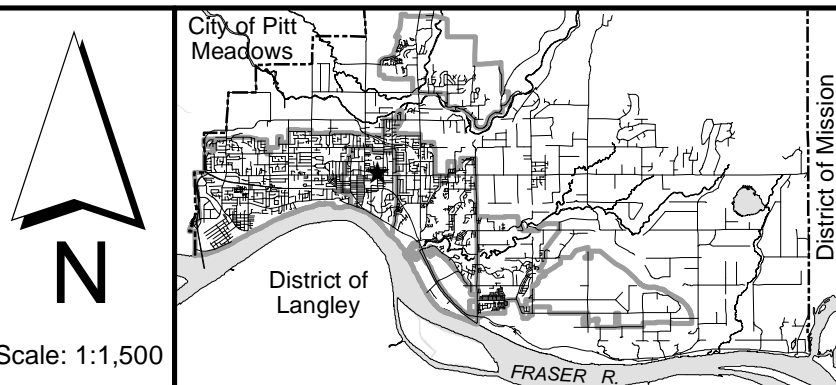 N
Scale: 1:1,500
City of Pitt
Meadows
District of
Langley
FRASER R.
District of Mission